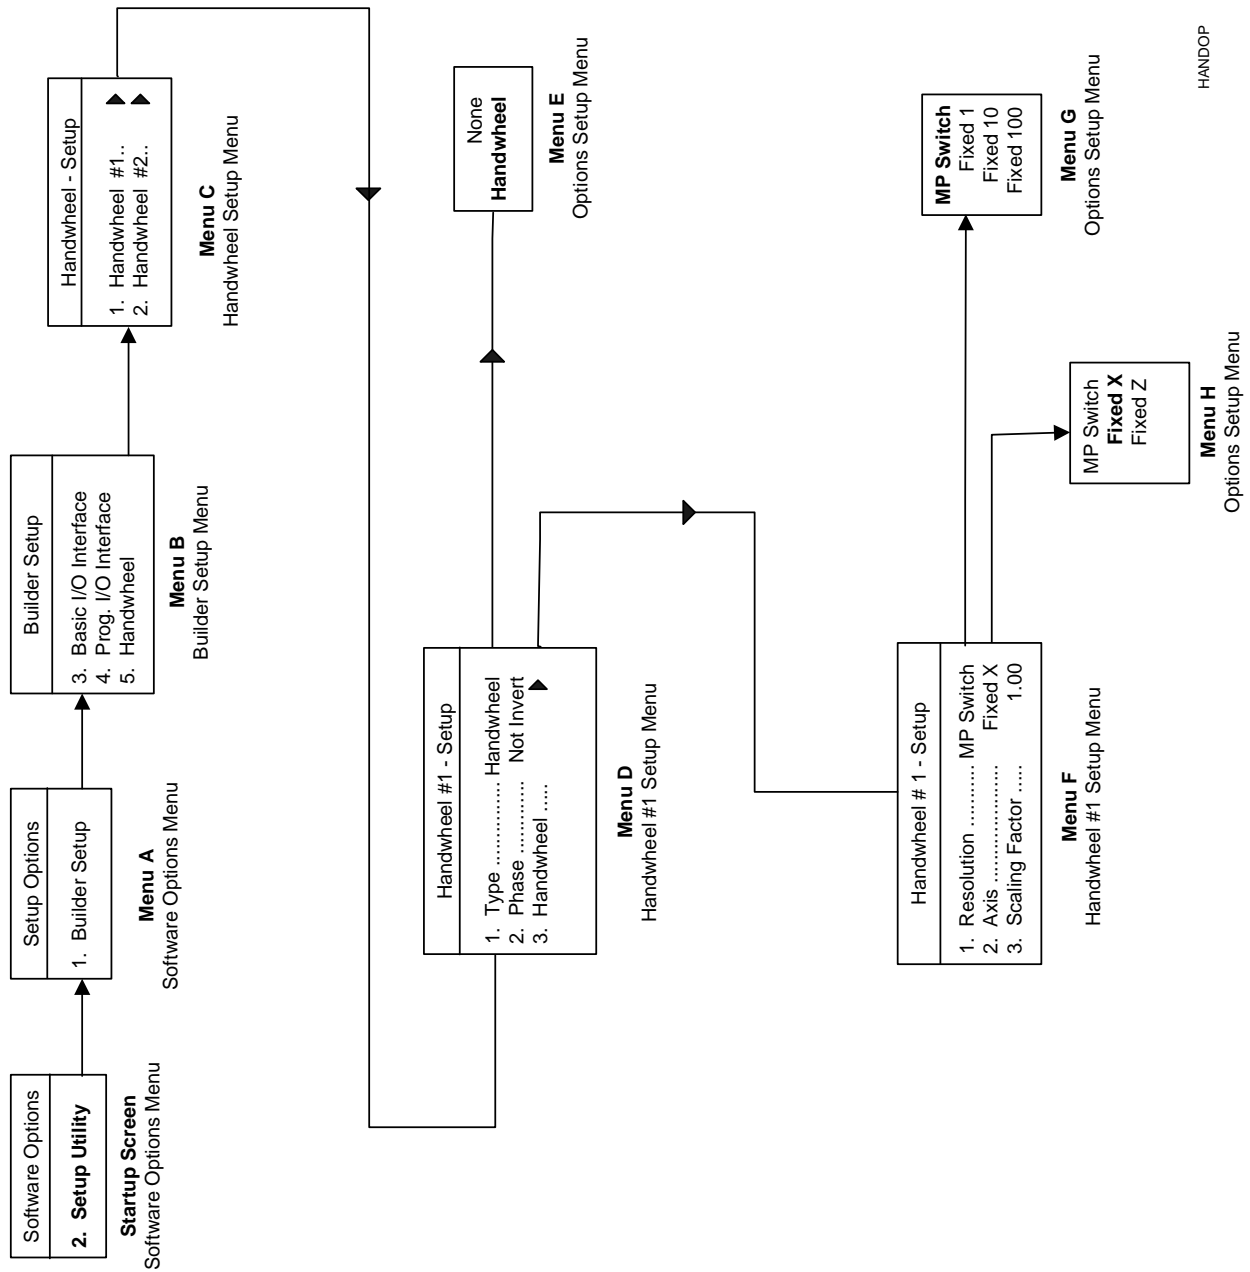 Software Options
2. Setup Utility
Startup Screen
Software Options Menu
Setup Options
1. Builder Setup
Menu A
Software Options Menu
Builder Setup
3. Basic I/O Interface
4. Prog. I/O Interface
5. Handwheel
Menu B
Builder Setup Menu
Handwheel - Setup
1. Handwheel #1..
2. Handwheel #2..
Menu C
Handwheel Setup Menu
Handwheel #1 - Setup
1. Type ................ Handwheel
2. Phase .............. Not Invert
3. Handwheel .....
Menu D
Handwheel #1 Setup Menu
None
Handwheel
Menu E
Options Setup Menu
Handwheel # 1 - Setup
1. Resolution ............ MP Switch
2. Axis ..................... Fixed X
3. Scaling Factor ..... 1.00
Menu F
Handwheel #1 Setup Menu
MP Switch
Fixed 1
Fixed 10
Fixed 100
Menu G
Options Setup Menu
MP Switch
Fixed X
Fixed Z
Menu H
Options Setup Menu
HANDOP